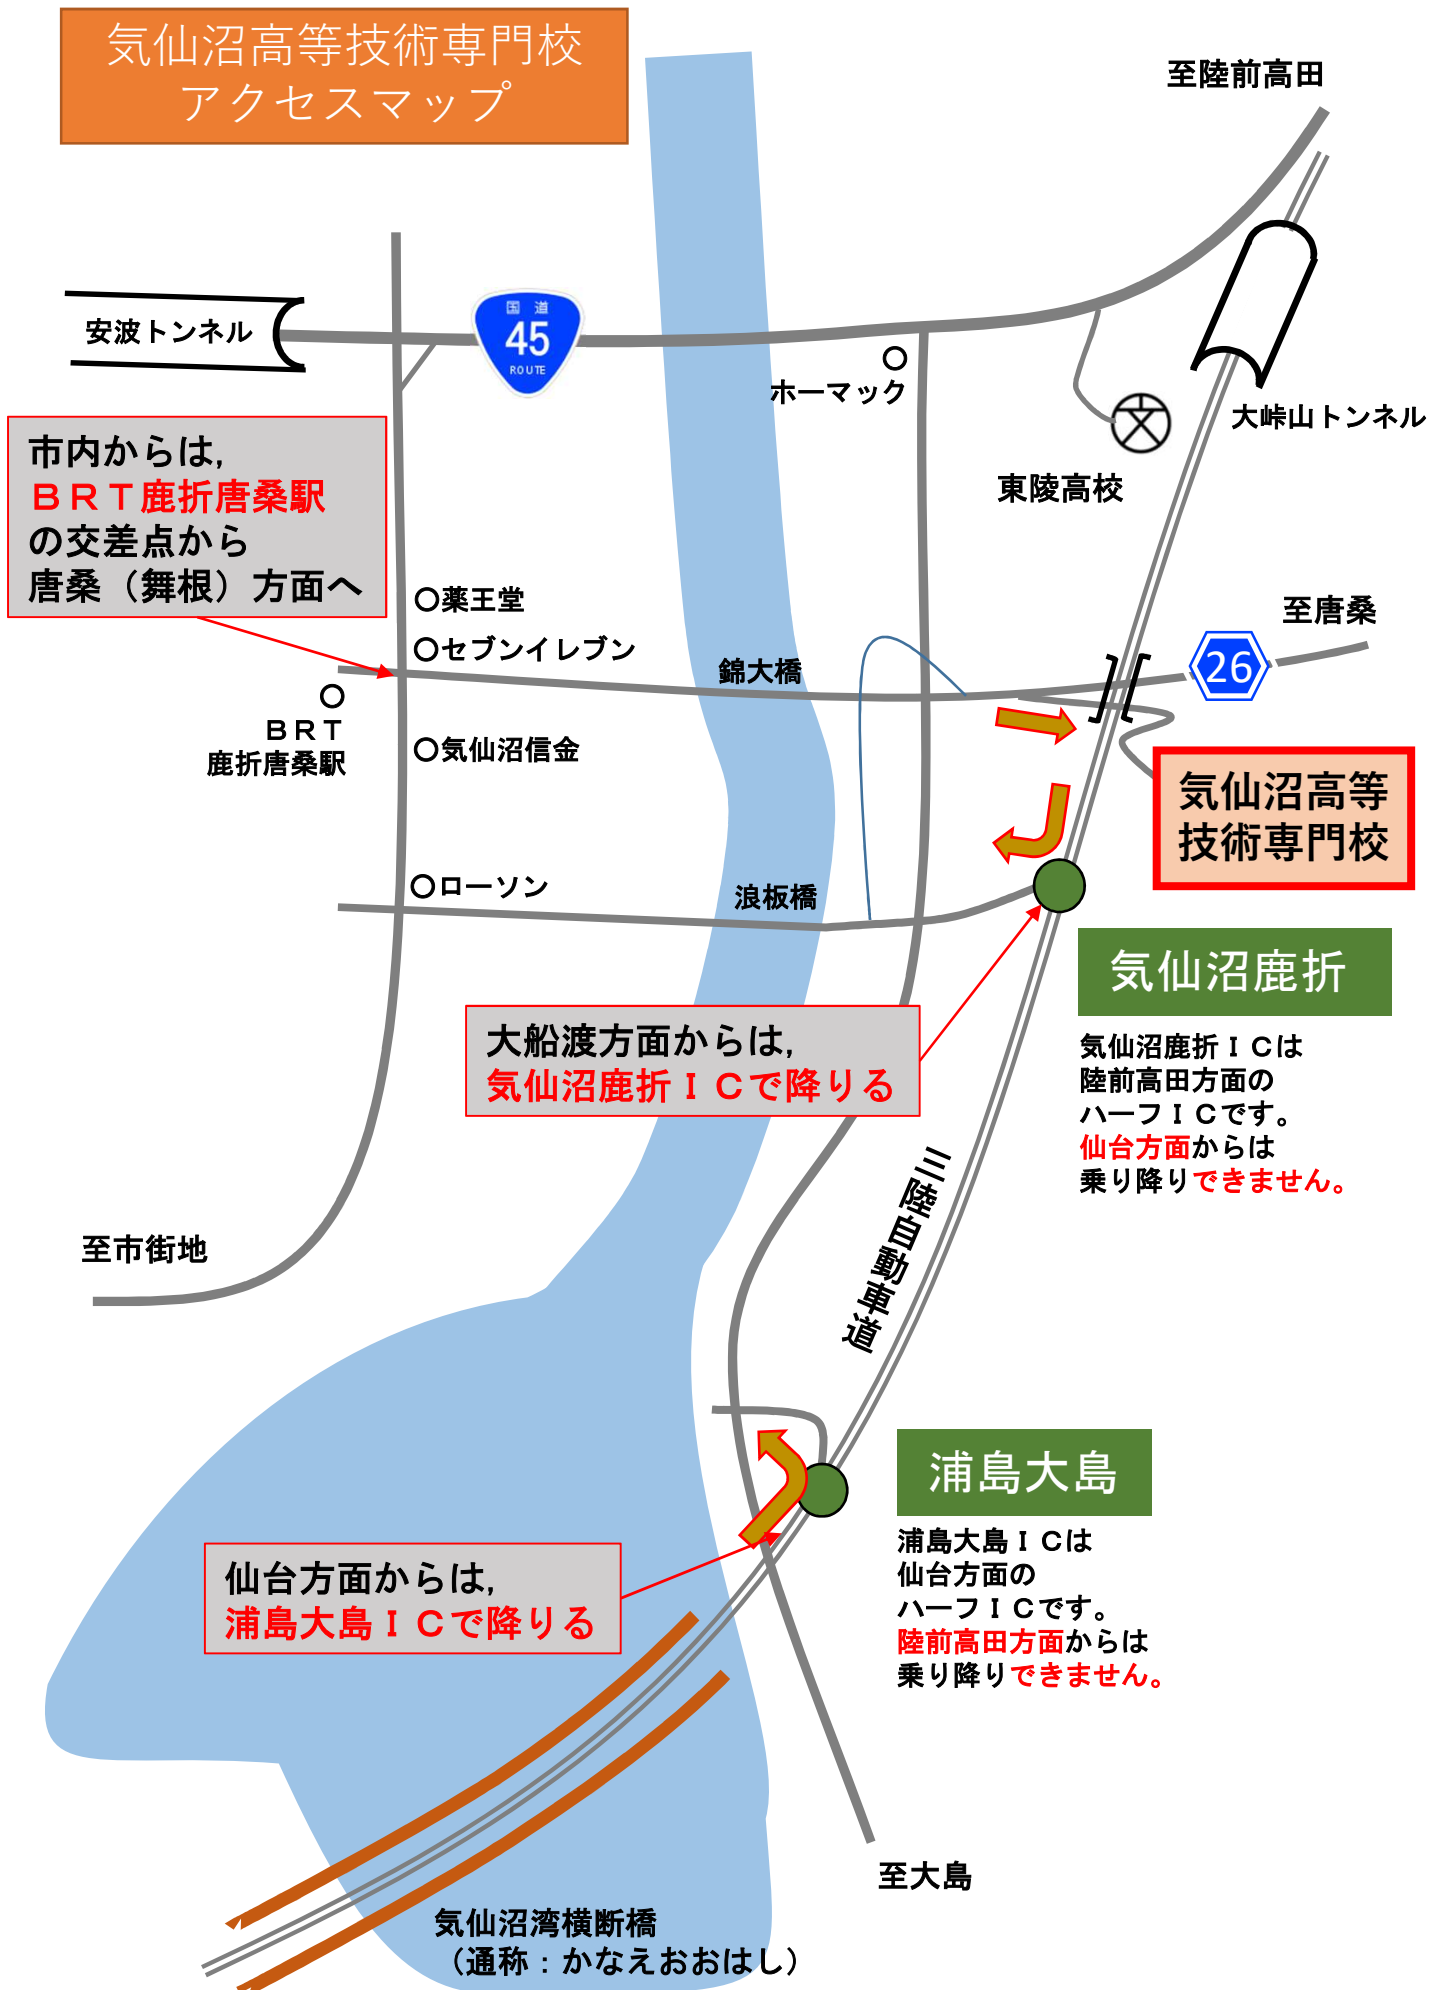 気仙沼高等技術専門校
アクセスマップ
至陸前高田
安波トンネル
国 道
45
ROUTE
ホーマック
大峠山トンネル
東陵高校
市内からは,
ＢＲＴ鹿折唐桑駅
の交差点から
唐桑（舞根）方面へ
○薬王堂
○セブンイレブン
錦大橋
至唐桑
26
ＢＲＴ
鹿折唐桑駅
○気仙沼信金
気仙沼高等
技術専門校
○ローソン
浪板橋
気仙沼鹿折
大船渡方面からは,
気仙沼鹿折ＩＣで降りる
気仙沼鹿折ＩＣは
陸前高田方面の
ハーフＩＣです。
仙台方面からは
乗り降りできません。
三陸自動車道
至市街地
浦島大島
浦島大島ＩＣは
仙台方面の
ハーフＩＣです。
陸前高田方面からは
乗り降りできません。
仙台方面からは,
浦島大島ＩＣで降りる
至大島
気仙沼湾横断橋
（通称：かなえおおはし）